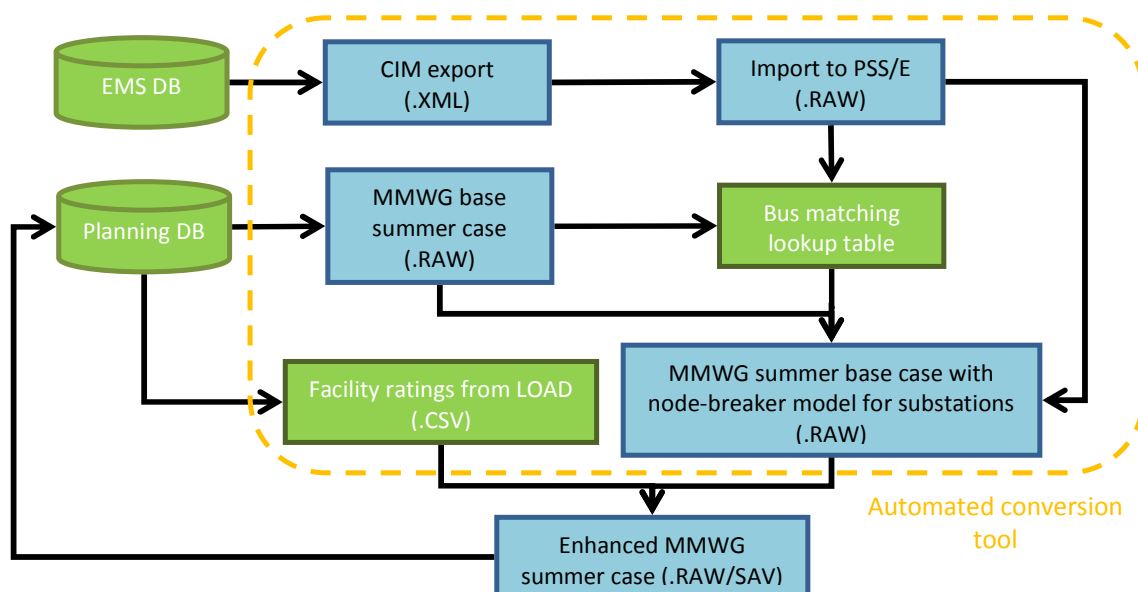 EMS DB
CIM export
(.XML)
Import to PSS/E
(.RAW)
Planning DB
MMWG base
summer case
(.RAW)
Bus matching
lookup table
Facility ratings from LOAD
(.CSV)
MMWG summer base case with
node-breaker model for substations
(.RAW)
Automated conversion
tool
Enhanced MMWG
summer case (.RAW/SAV)